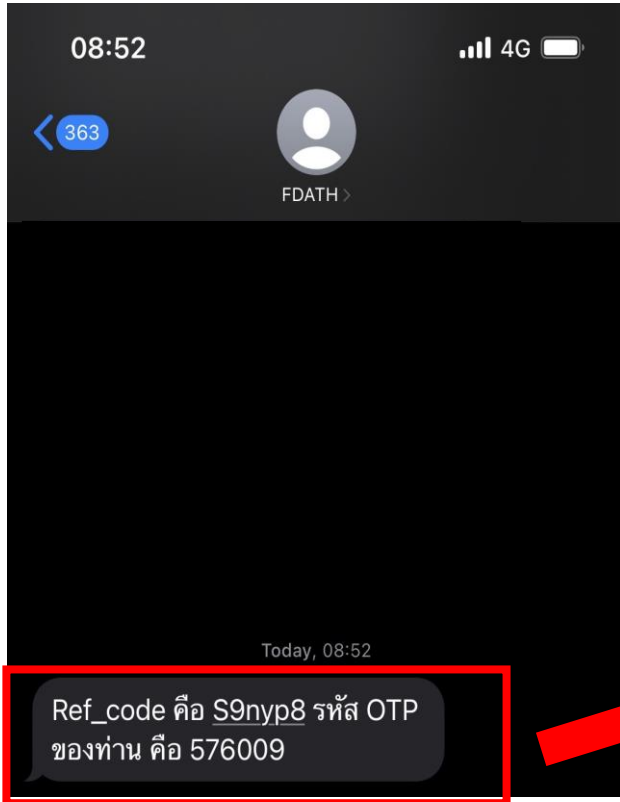 08:52
4G
363
FDATH >
Today, 08:52
Ref_code คือ S9nyp8 รหัส OTP
ของท่าน คือ 576009